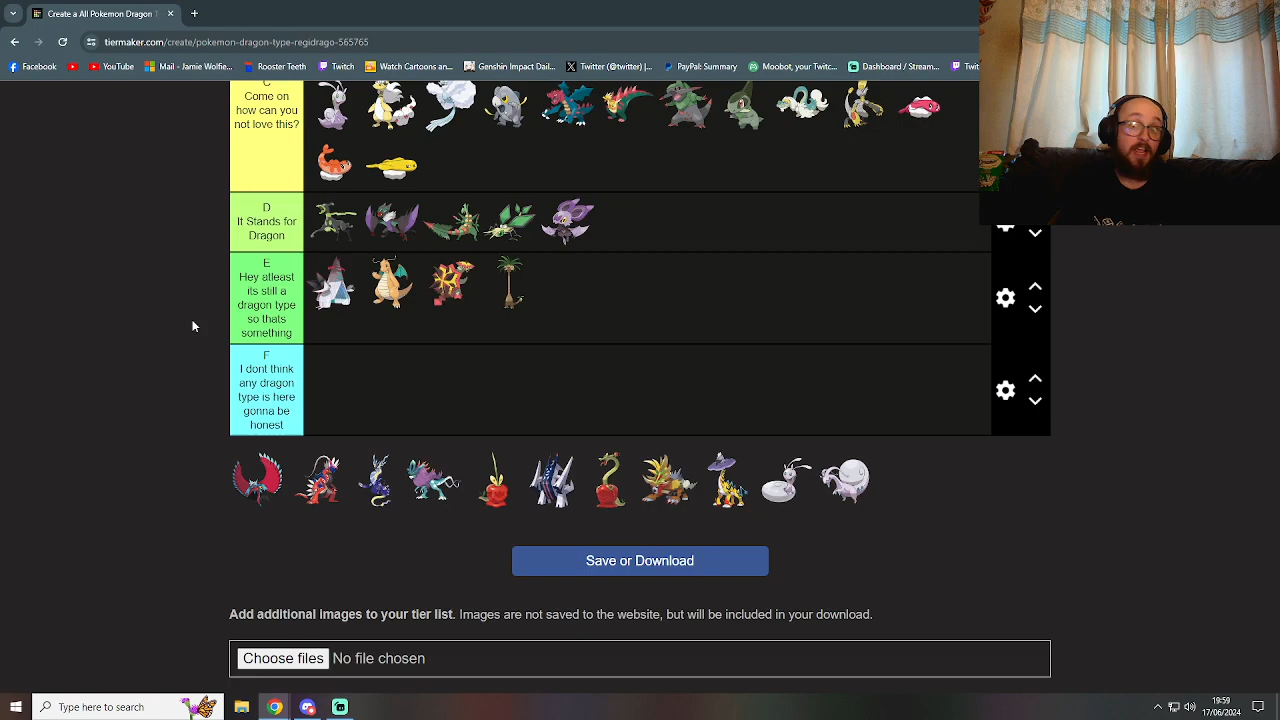 Create a All Pokemon Dragon T
tiermaker.com/create/pokemon-dragon-type-regidrago-565765
Facebook
YouTube
Mail - Jamie Wolfe...
Rooster Teeth
Twitch
Watch Cartoons an...
Genshin Impact Dail...
Twitter (@twitter) |...
PayPal Summary
Modify your Twitc...
Dashboard / Stream...
Twit
Come on
how can you
not love this?
D
It Stands for
Dragon
E
Hey atleast
its still a
dragon type
so thats
something
F
I dont think
any dragon
type is here
gonna be
honest
Save or Download
Add additional images to your tier list. Images are not saved to the website, but will be included in your download.
Choose files No file chosen
Type here to search
19:59
17/06/2024